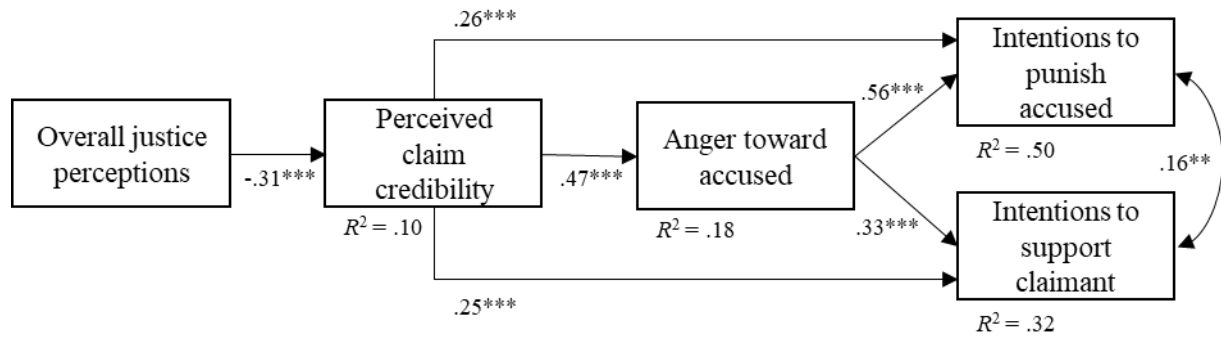 Overall justice
perceptions
-.31***
Perceived
claim
credibility
R² = .10
.26***
.25***
.47***
Anger toward
accused
R² = .18
.56***
.33***
Intentions to
punish
accused
R² = .50
.16**
Intentions to
support
claimant
R² = .32